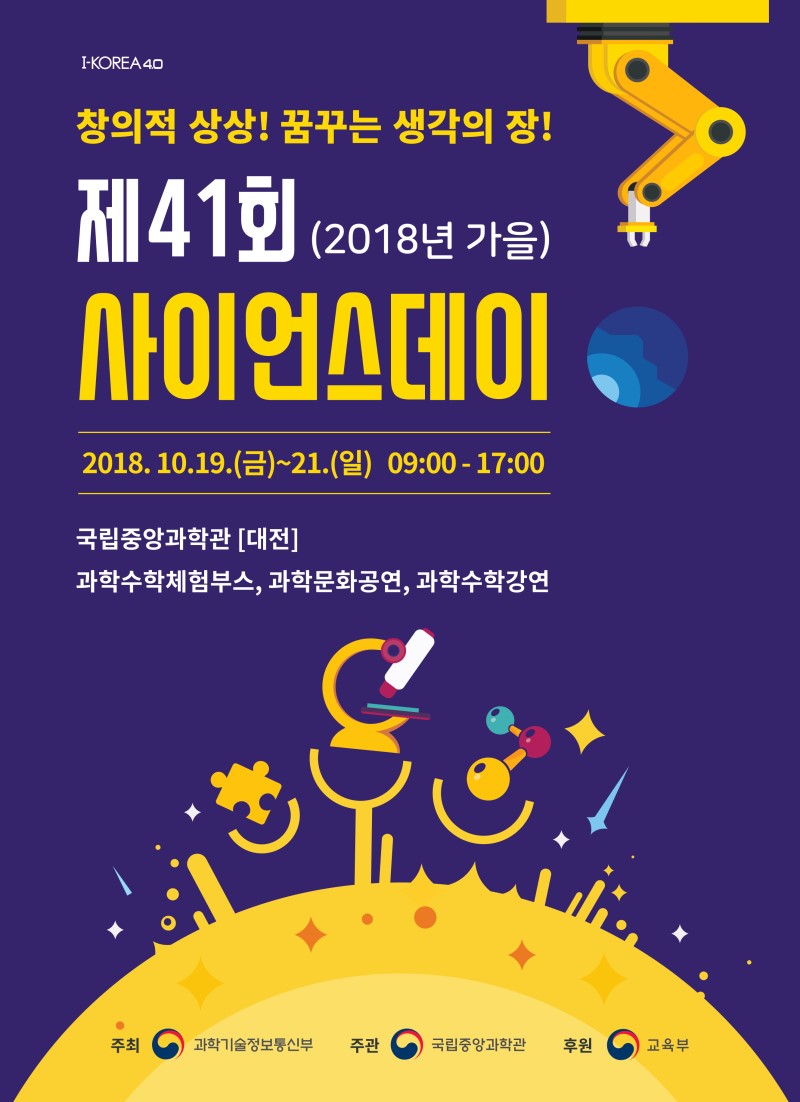 I-KOREA 4.0
창의적 상상! 꿈꾸는 생각의 장!
제41회 (2018년 가을)
사이언스데이
2018. 10.19.(금)~21.(일) 09:00 - 17:00
국립중앙과학관 [대전]
과학수학체험부스, 과학문화공연, 과학수학강연
주최 과학기술정보통신부 주관 국립중앙과학관 후원 교육부